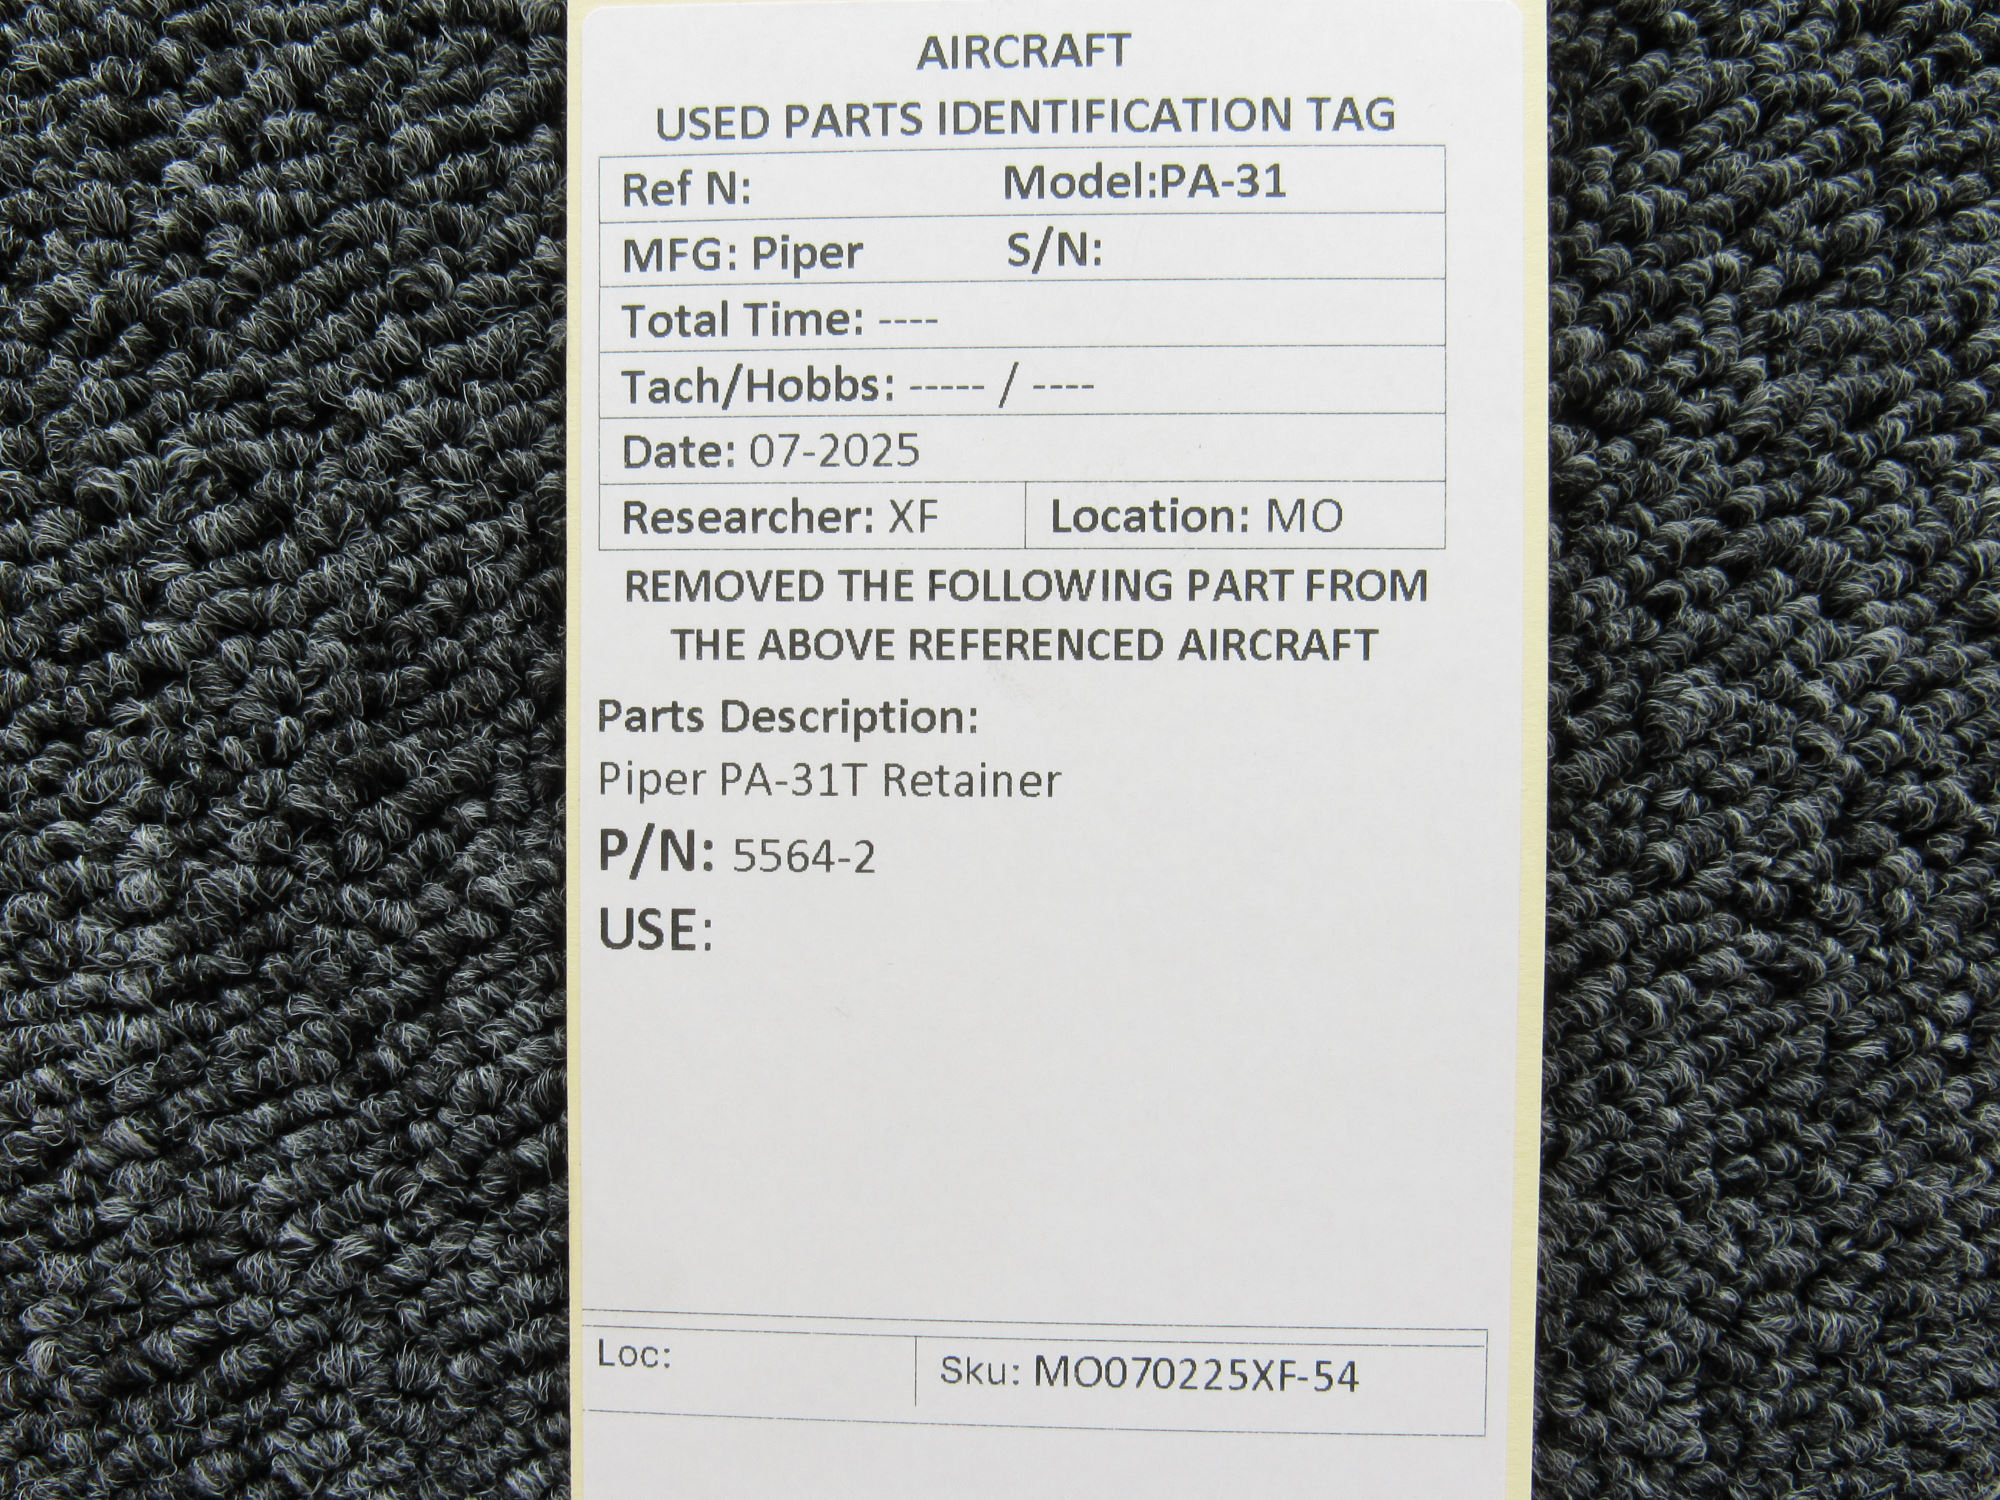 AIRCRAFT
USED PARTS IDENTIFICATION TAG
Ref N: Model:PA-31
MFG: Piper S/N:
Total Time: ----
Tach/Hobbs: ----- / ----
Date: 07-2025
Researcher: XF Location: MO
REMOVED THE FOLLOWING PART FROM
THE ABOVE REFERENCED AIRCRAFT
Parts Description:
Piper PA-31T Retainer
P/N: 5564-2
USE:
Loc: Sku: MO070225XF-54